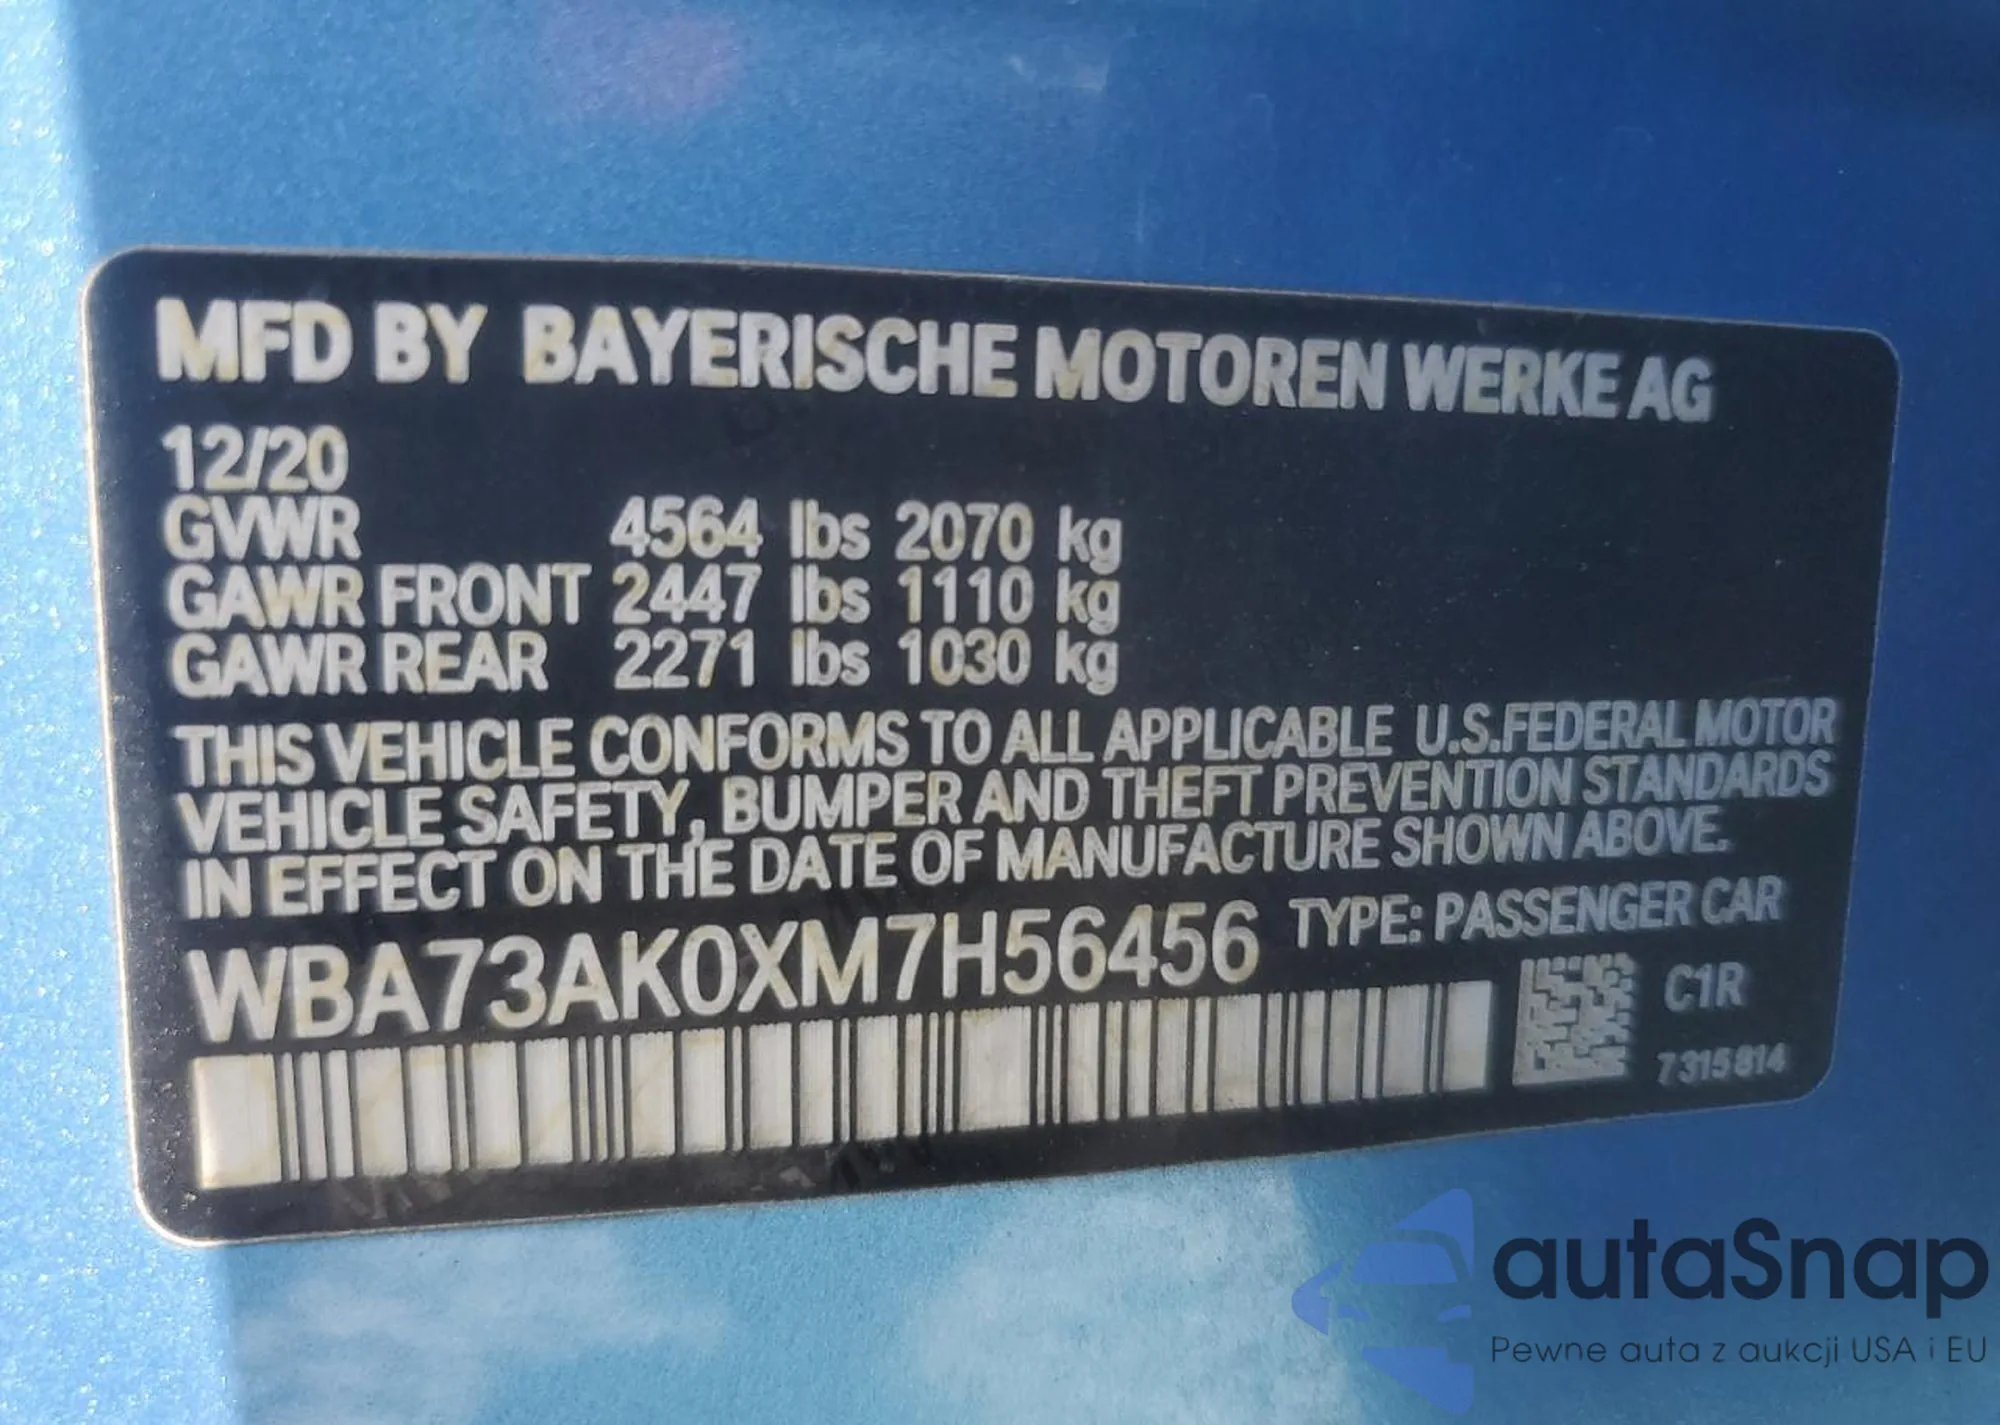 MFD BY BAYERISCHE MOTOREN WERKE AG
12/20
GVWR 4564 lbs 2070 kg
GAWR FRONT 2447 lbs 1110 kg
GAWR REAR 2271 lbs 1030 kg
THIS VEHICLE CONFORMS TO ALL APPLICABLE U.S.FEDERAL MOTOR
VEHICLE SAFETY, BUMPER AND THEFT PREVENTION STANDARDS
IN EFFECT ON THE DATE OF MANUFACTURE SHOWN ABOVE.
WBA73AK0XM7H56456 TYPE: PASSENGER CAR
C1R
7315814
autaSnap
Pewne auta z aukcji USA i EU